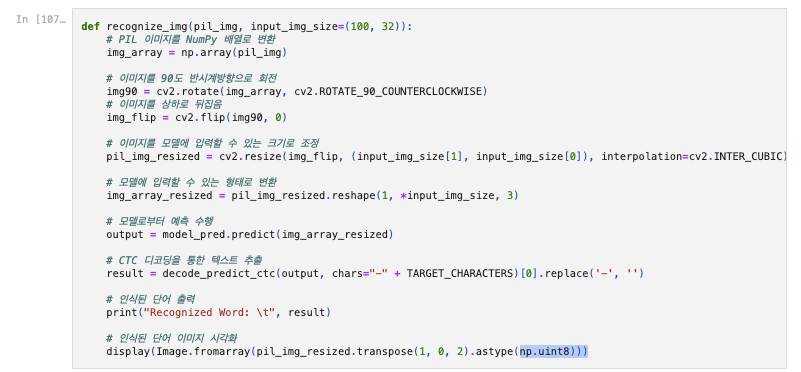 In [107…
def recognize_img(pil_img, input_img_size=(100, 32)):
# PIL 이미지를 NumPy 배열로 변환
img_array = np.array(pil_img)
# 이미지를 90도 반시계방향으로 회전
img90 = cv2.rotate(img_array, cv2.ROTATE_90_COUNTERCLOCKWISE)
# 이미지를 상하로 뒤집음
img_flip = cv2.flip(img90, 0)
# 이미지를 모델에 입력할 수 있는 크기로 조정
pil_img_resized = cv2.resize(img_flip, (input_img_size[1], input_img_size[0]), interpolation=cv2.INTER_CUBIC)
# 모델에 입력할 수 있는 형태로 변환
img_array_resized = pil_img_resized.reshape(1, *input_img_size, 3)
# 모델로부터 예측 수행
output = model_pred.predict(img_array_resized)
# CTC 디코딩을 통한 텍스트 추출
result = decode_predict_ctc(output, chars="-" + TARGET_CHARACTERS)[0].replace('-', '')
# 인식된 단어 출력
print("Recognized Word: \t", result)
# 인식된 단어 이미지 시각화
display(Image.fromarray(pil_img_resized.transpose(1, 0, 2).astype(np.uint8)))